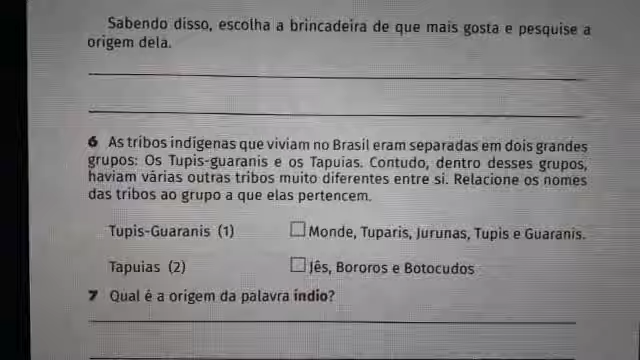 Sabendo disso, escolha a brincadeira de que mais gosta e pesquise a
origem dela.
6 As tribos indígenas que viviam no Brasil eram separadas em dois grandes
grupos: Os Tupis-guaranis e os Tapuias. Contudo, dentro desses grupos,
haviam várias outras tribos muito diferentes entre si. Relacione os nomes
das tribos ao grupo a que elas pertencem.
Tupis-Guaranis (1) Monde, Tuparis, Jurunas, Tupis e Guaranis.
Tapuias (2) Jês, Bororos e Botocudos
7 Qual é a origem da palavra índio?